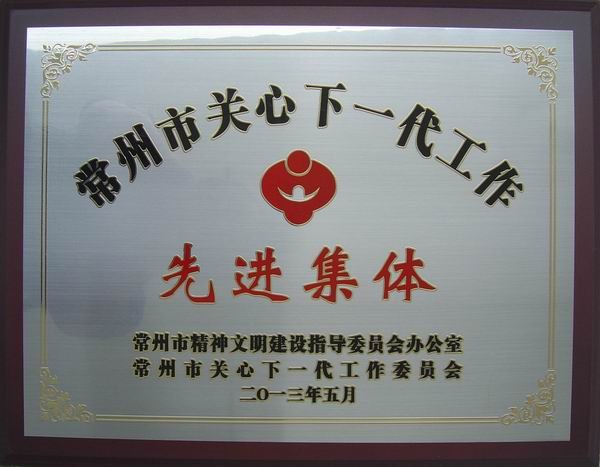 常州市关心下一代工作
先进集体
常州市精神文明建设指导委员会办公室
常州市关心下一代工作委员会
二〇一三年五月